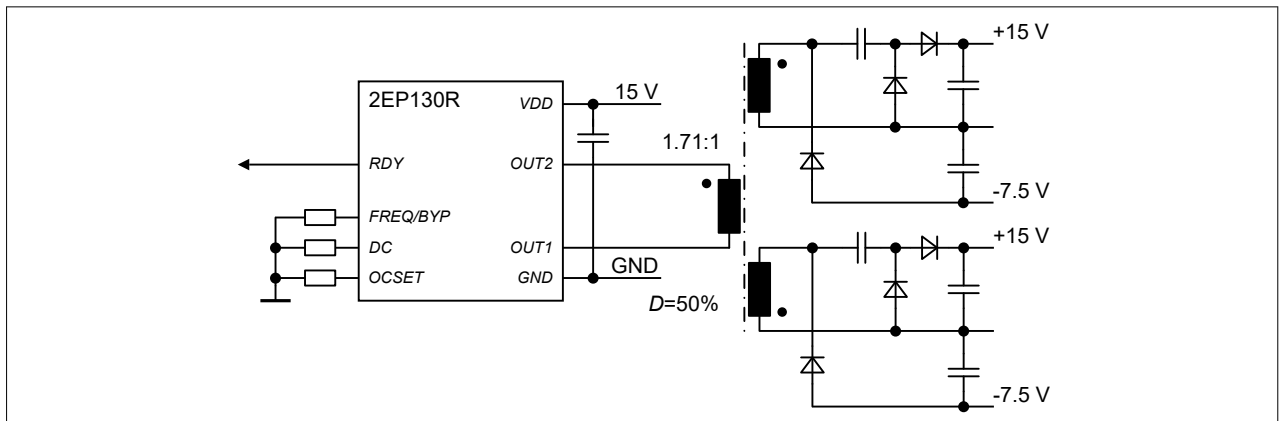 +15 V
2EP130R
VDD
15 V
1.71:1
RDY
OUT2
-7.5 V
FREQ/BYP
DC
OUT1
+15 V
OCSET
GND
GND
D=50%
-7.5 V